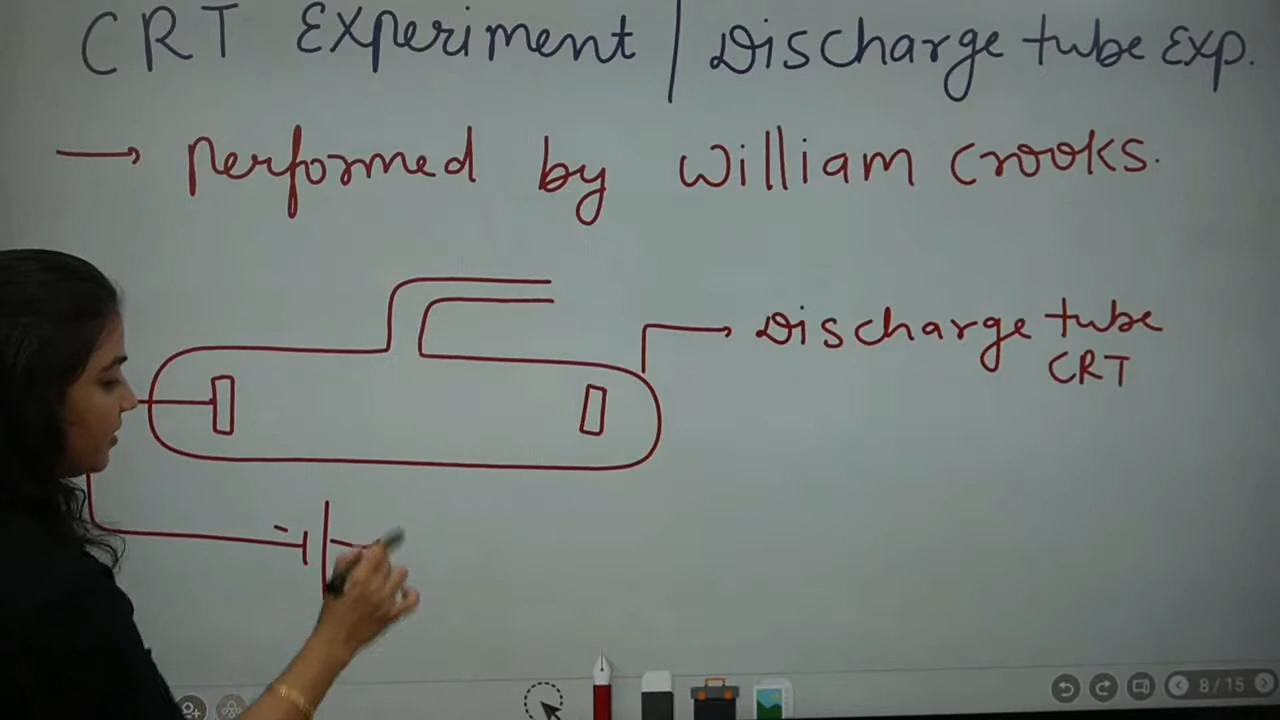 CRT Experiment | Discharge tube Exp.
→ performed by William Crooks.
→ Discharge tube
CRT
8/15